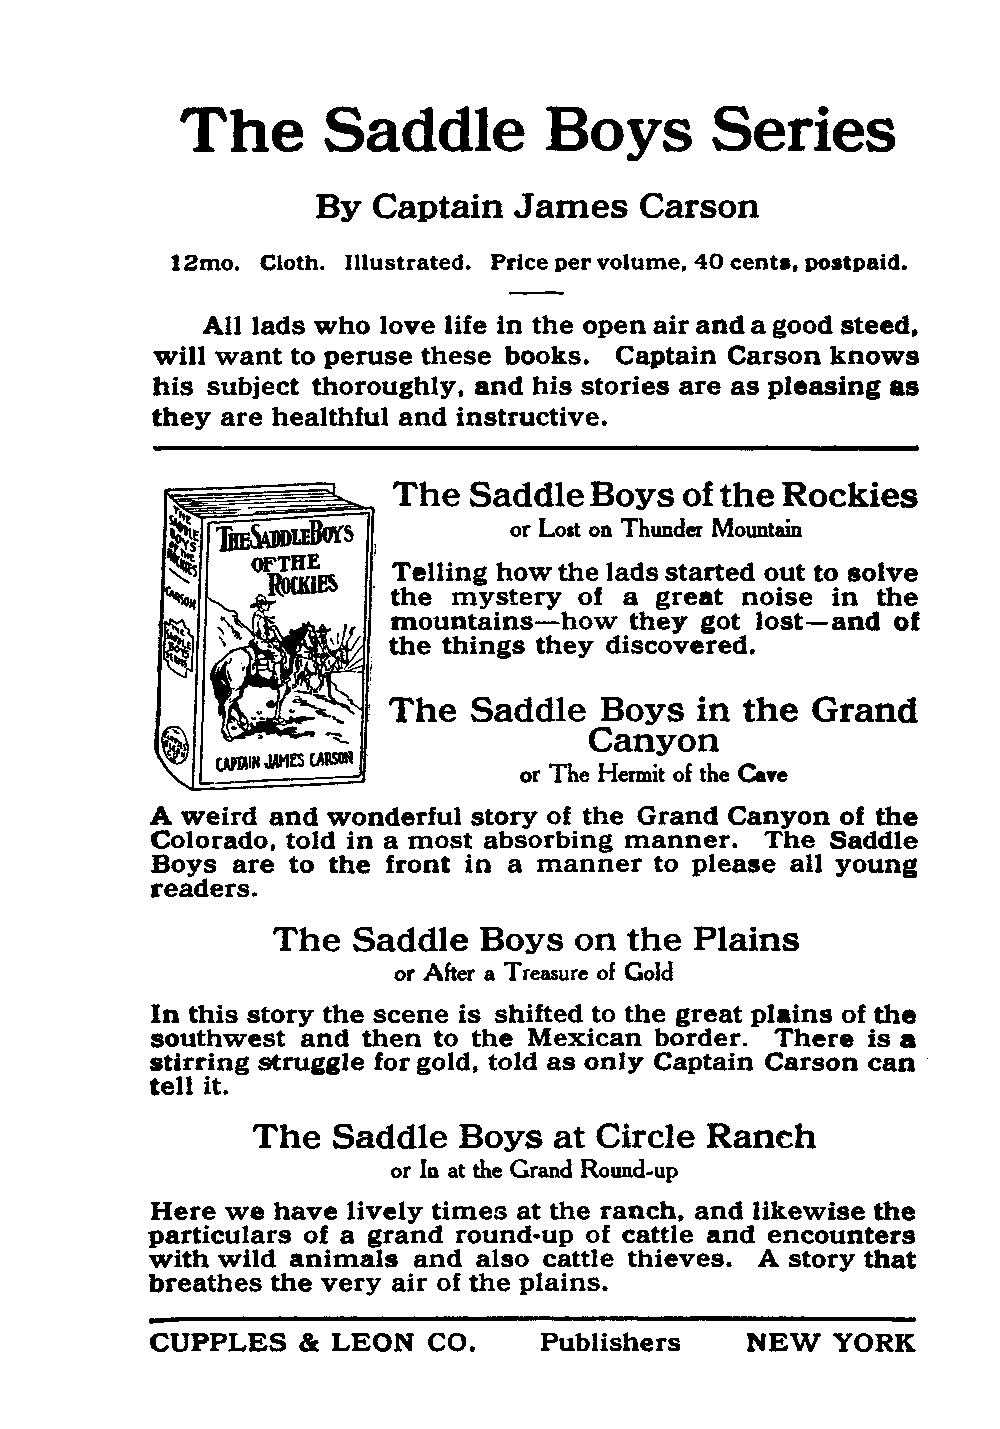 The Saddle Boys Series
By Captain James Carson
12mo. Cloth. Illustrated. Price per volume, 40 cents, postpaid.
All lads who love life in the open air and a good steed,
will want to peruse these books. Captain Carson knows
his subject thoroughly, and his stories are as pleasing as
they are healthful and instructive.
THE
SADDLE
BOYS
OF THE
ROCKIES
CARSON
THE SADDLE BOYS
OF THE
ROCKIES
CAPTAIN JAMES CARSON
The Saddle Boys of the Rockies
or Lost on Thunder Mountain
Telling how the lads started out to solve
the mystery of a great noise in the
mountains—how they got lost—and of
the things they discovered.
The Saddle Boys in the Grand
Canyon
or The Hermit of the Cave
A weird and wonderful story of the Grand Canyon of the
Colorado, told in a most absorbing manner. The Saddle
Boys are to the front in a manner to please all young
readers.
The Saddle Boys on the Plains
or After a Treasure of Gold
In this story the scene is shifted to the great plains of the
southwest and then to the Mexican border. There is a
stirring struggle for gold, told as only Captain Carson can
tell it.
The Saddle Boys at Circle Ranch
or In at the Grand Round-up
Here we have lively times at the ranch, and likewise the
particulars of a grand round-up of cattle and encounters
with wild animals and also cattle thieves. A story that
breathes the very air of the plains.
CUPPLES & LEON CO. Publishers NEW YORK